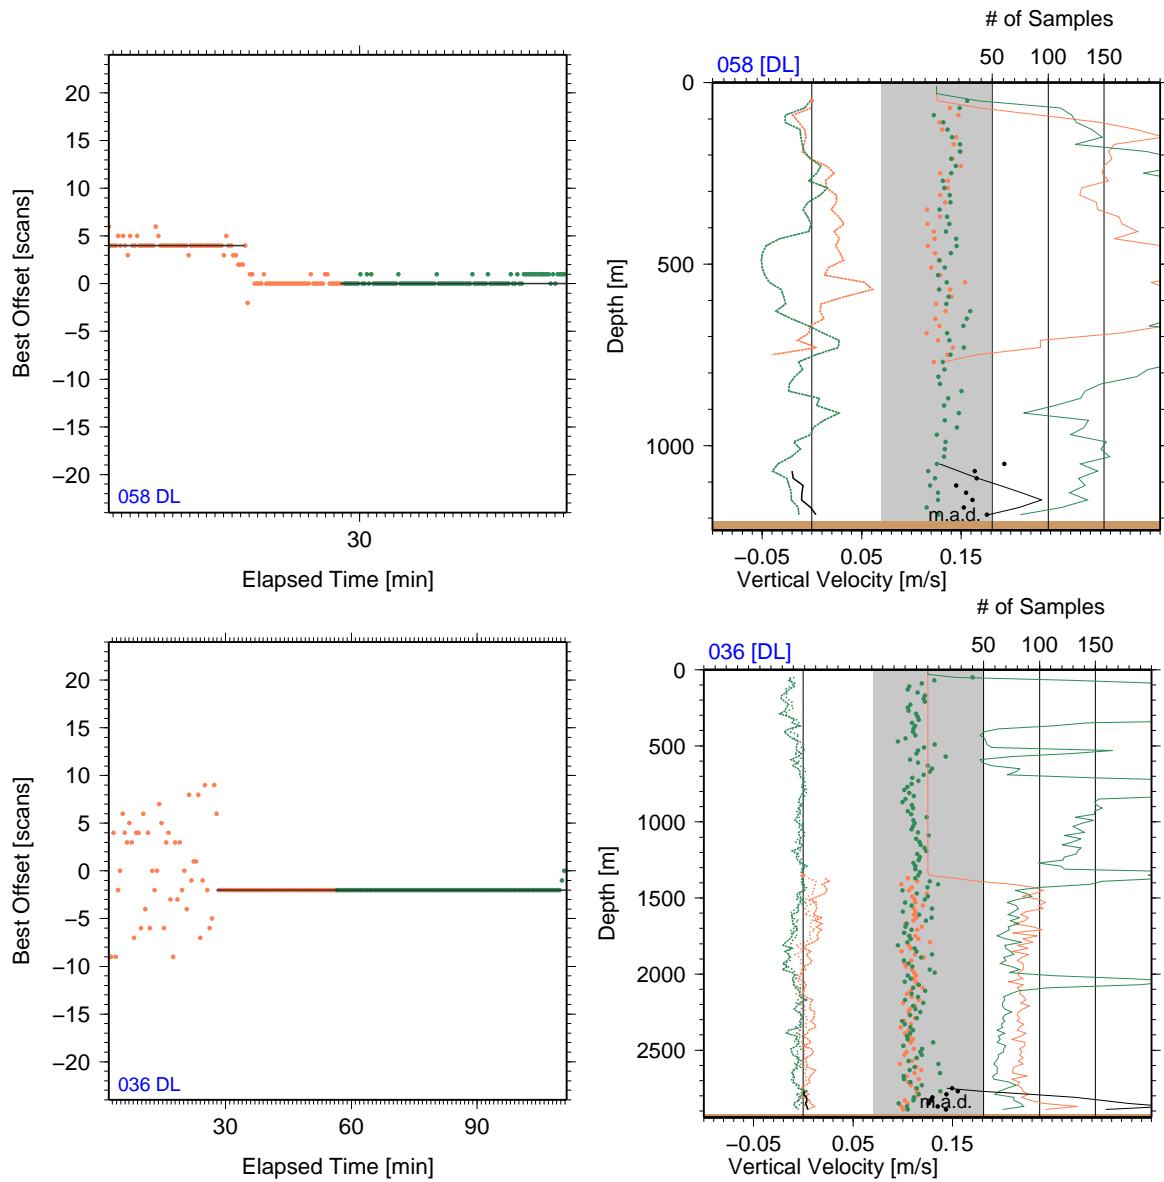 # of Samples
50 100 150
058 [DL]
20
15
10
5
0
−5
−10
−15
−20
Best Offset [scans]
058 DL
30
Elapsed Time [min]
0
500
1000
Depth [m]
m.a.d.
−0.05 0.05 0.15
Vertical Velocity [m/s]
# of Samples
50 100 150
036 [DL]
20
15
10
5
0
−5
−10
−15
−20
Best Offset [scans]
036 DL
30 60 90
Elapsed Time [min]
0
500
1000
1500
2000
2500
Depth [m]
m.a.d.
−0.05 0.05 0.15
Vertical Velocity [m/s]